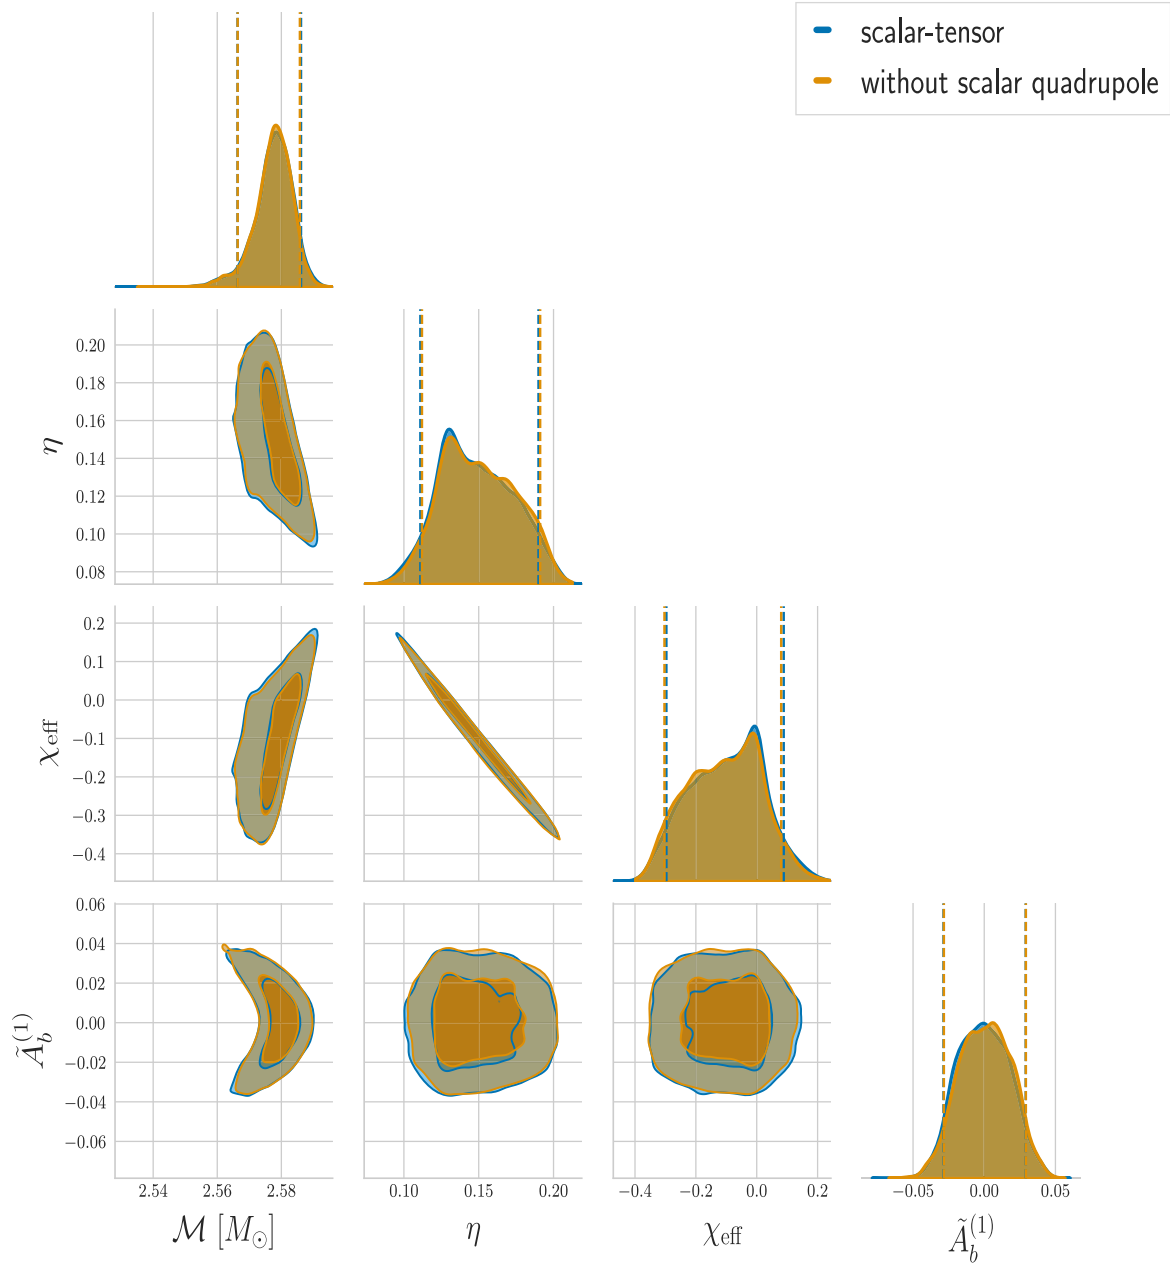 scalar-tensor
without scalar quadrupole
0.20
0.18
0.16
0.14
0.12
0.10
0.08
η
0.2
0.1
0.0
−0.1
−0.2
−0.3
−0.4
χ_eff
0.06
0.04
0.02
0.00
−0.02
−0.04
−0.06
Ã_b^(1)
2.54 2.56 2.58
0.10 0.15 0.20
−0.4 −0.2 0.0 0.2
−0.05 0.00 0.05
ℳ [M_⊙]
η
χ_eff
Ã_b^(1)